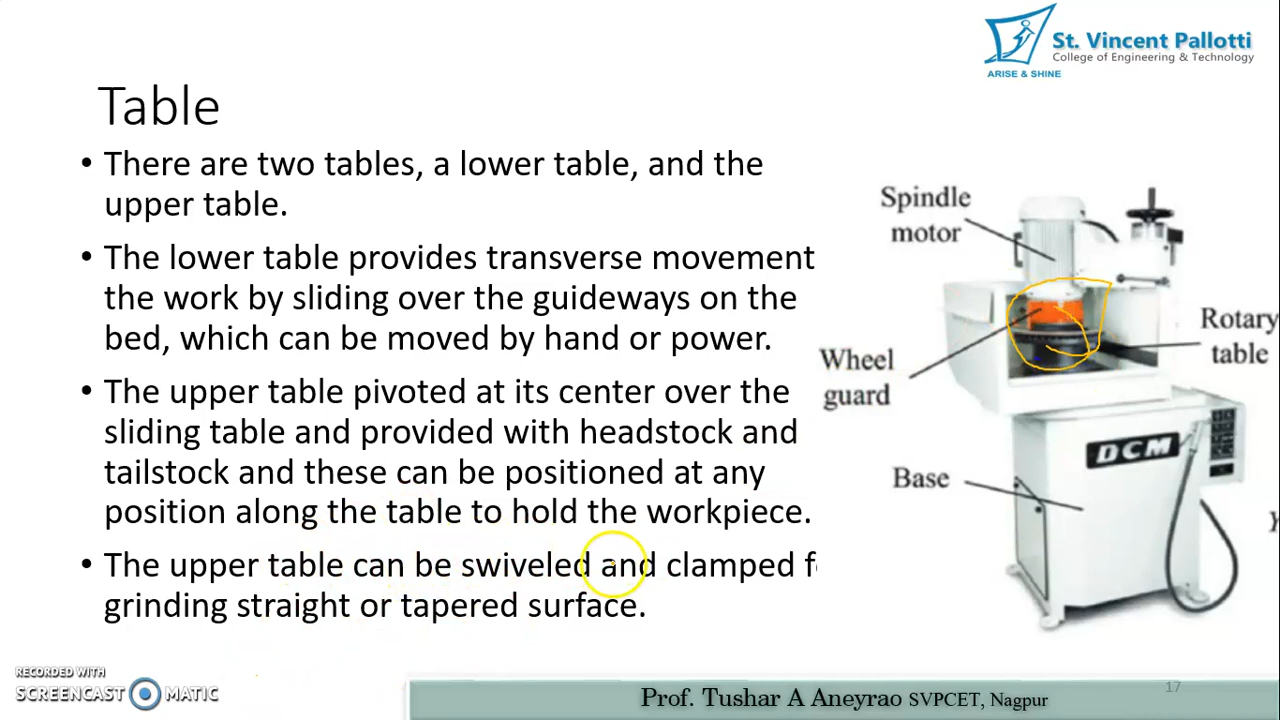 St. Vincent Pallotti
College of Engineering & Technology
ARISE & SHINE
Table
• There are two tables, a lower table, and the
upper table.
• The lower table provides transverse movement
the work by sliding over the guideways on the
bed, which can be moved by hand or power.
• The upper table pivoted at its center over the
sliding table and provided with headstock and
tailstock and these can be positioned at any
position along the table to hold the workpiece.
• The upper table can be swiveled and clamped f
grinding straight or tapered surface.
Spindle
motor
Rotary
table
Wheel
guard
DCM
Base
RECORDED WITH
SCREENCAST MATIC
Prof. Tushar A Aneyrao SVPCET, Nagpur
17